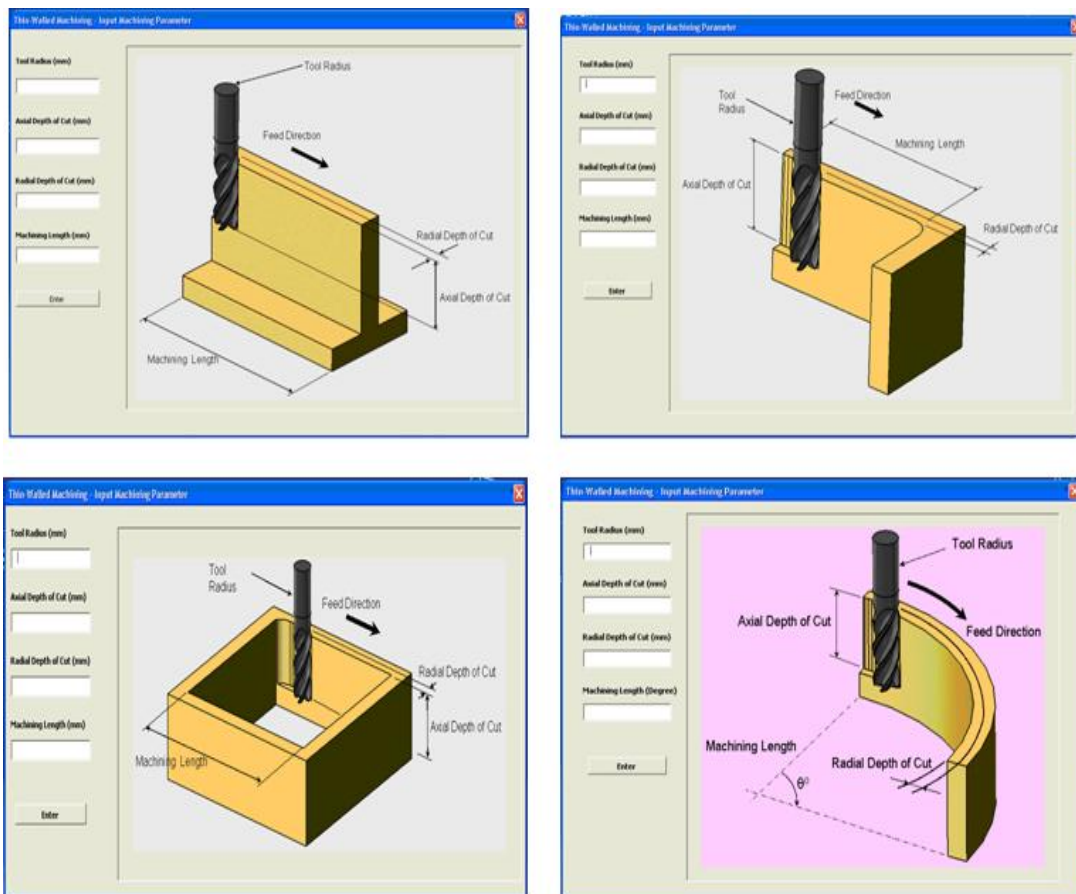 Thin-Walled Machining - Input Machining Parameter
Tool Radius (mm)
Axial Depth of Cut (mm)
Radial Depth of Cut (mm)
Machining Length (mm)
Enter
Tool Radius
Feed Direction
Radial Depth of Cut
Axial Depth of Cut
Machining Length
Thin-Walled Machining - Input Machining Parameter
Tool Radius (mm)
Axial Depth of Cut (mm)
Radial Depth of Cut (mm)
Machining Length (mm)
Enter
Tool
Radius
Feed Direction
Machining Length
Axial Depth of Cut
Radial Depth of Cut
Thin-Walled Machining - Input Machining Parameter
Tool Radius (mm)
Axial Depth of Cut (mm)
Radial Depth of Cut (mm)
Machining Length (mm)
Enter
Tool
Radius
Feed Direction
Radial Depth of Cut
Axial Depth of Cut
Machining Length
Thin-Walled Machining - Input Machining Parameter
Tool Radius (mm)
Axial Depth of Cut (mm)
Radial Depth of Cut (mm)
Machining Length (Degree)
Enter
Tool Radius
Axial Depth of Cut
Feed Direction
Machining Length
Radial Depth of Cut
θ°